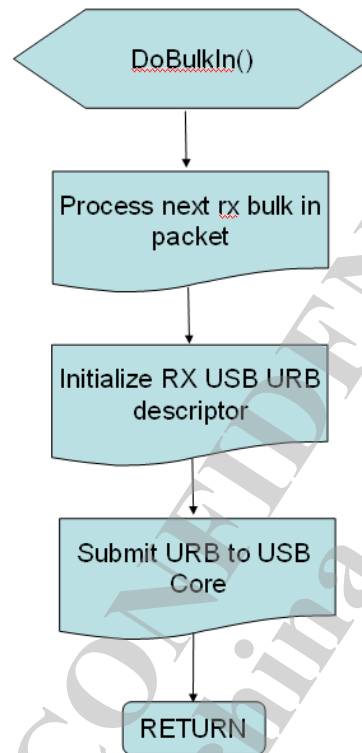 DoBulkIn()
Process next rx bulk in
packet
Initialize RX USB URB
descriptor
Submit URB to USB
Core
RETURN